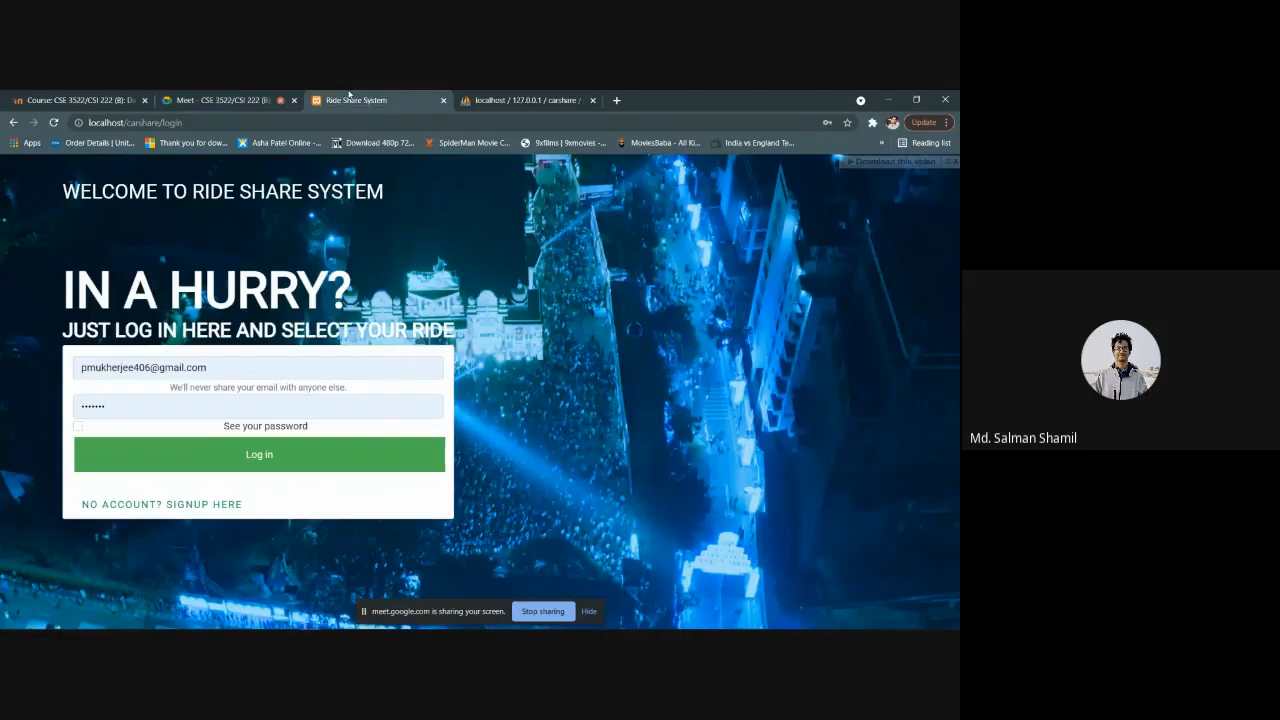 Course: CSE 3522/CSI 222 (B): Da
Meet - CSE 3522/CSI 222 (B)
Ride Share System
localhost / 127.0.0.1 / carshare /
localhost/carshare/login
Update
Apps
Order Details | Unit...
Thank you for dow...
Asha Patel Online -...
Download 480p 72...
SpiderMan Movie C...
9xfilms | 9xmovies -...
MoviesBaba - All Ki...
India vs England Te...
»
Reading list
Download this video
WELCOME TO RIDE SHARE SYSTEM
IN A HURRY?
JUST LOG IN HERE AND SELECT YOUR RIDE
pmukherjee406@gmail.com
We'll never share your email with anyone else.
•••••••
See your password
Log in
NO ACCOUNT? SIGNUP HERE
meet.google.com is sharing your screen.
Stop sharing
Hide
Md. Salman Shamil